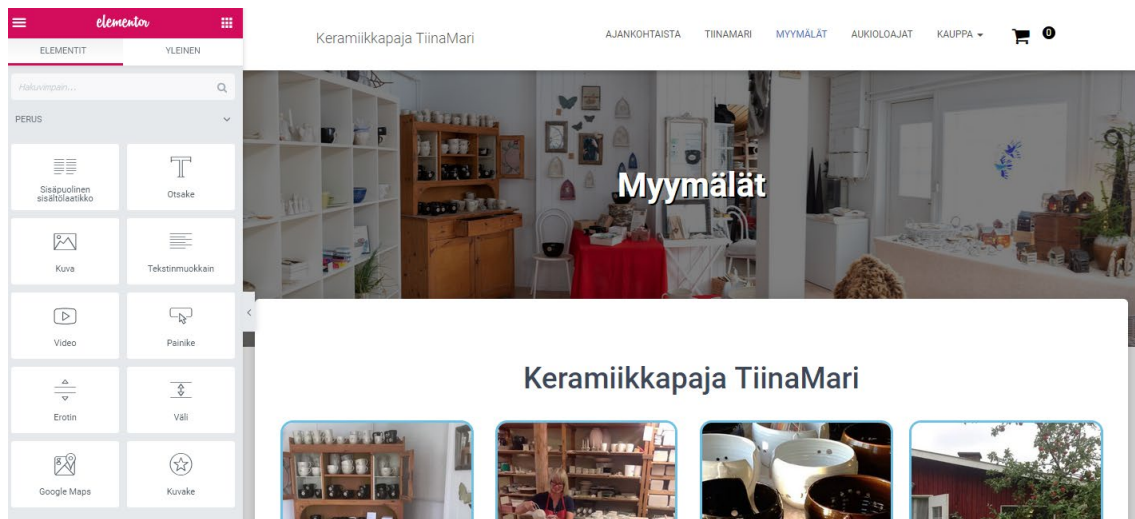 elementor
ELEMENTIT
YLEINEN
Hakuvimpain...
PERUS
Sisäpuolinen
sisältölaatikko
Otsake
Kuva
Tekstinmuokkain
Video
Painike
Erotin
Väli
Google Maps
Kuvake
Keramiikkapaja TiinaMari
AJANKOHTAISTA
TIINAMARI
MYYMÄLÄT
AUKIOLOAJAT
KAUPPA
0
Myymälät
Keramiikkapaja TiinaMari